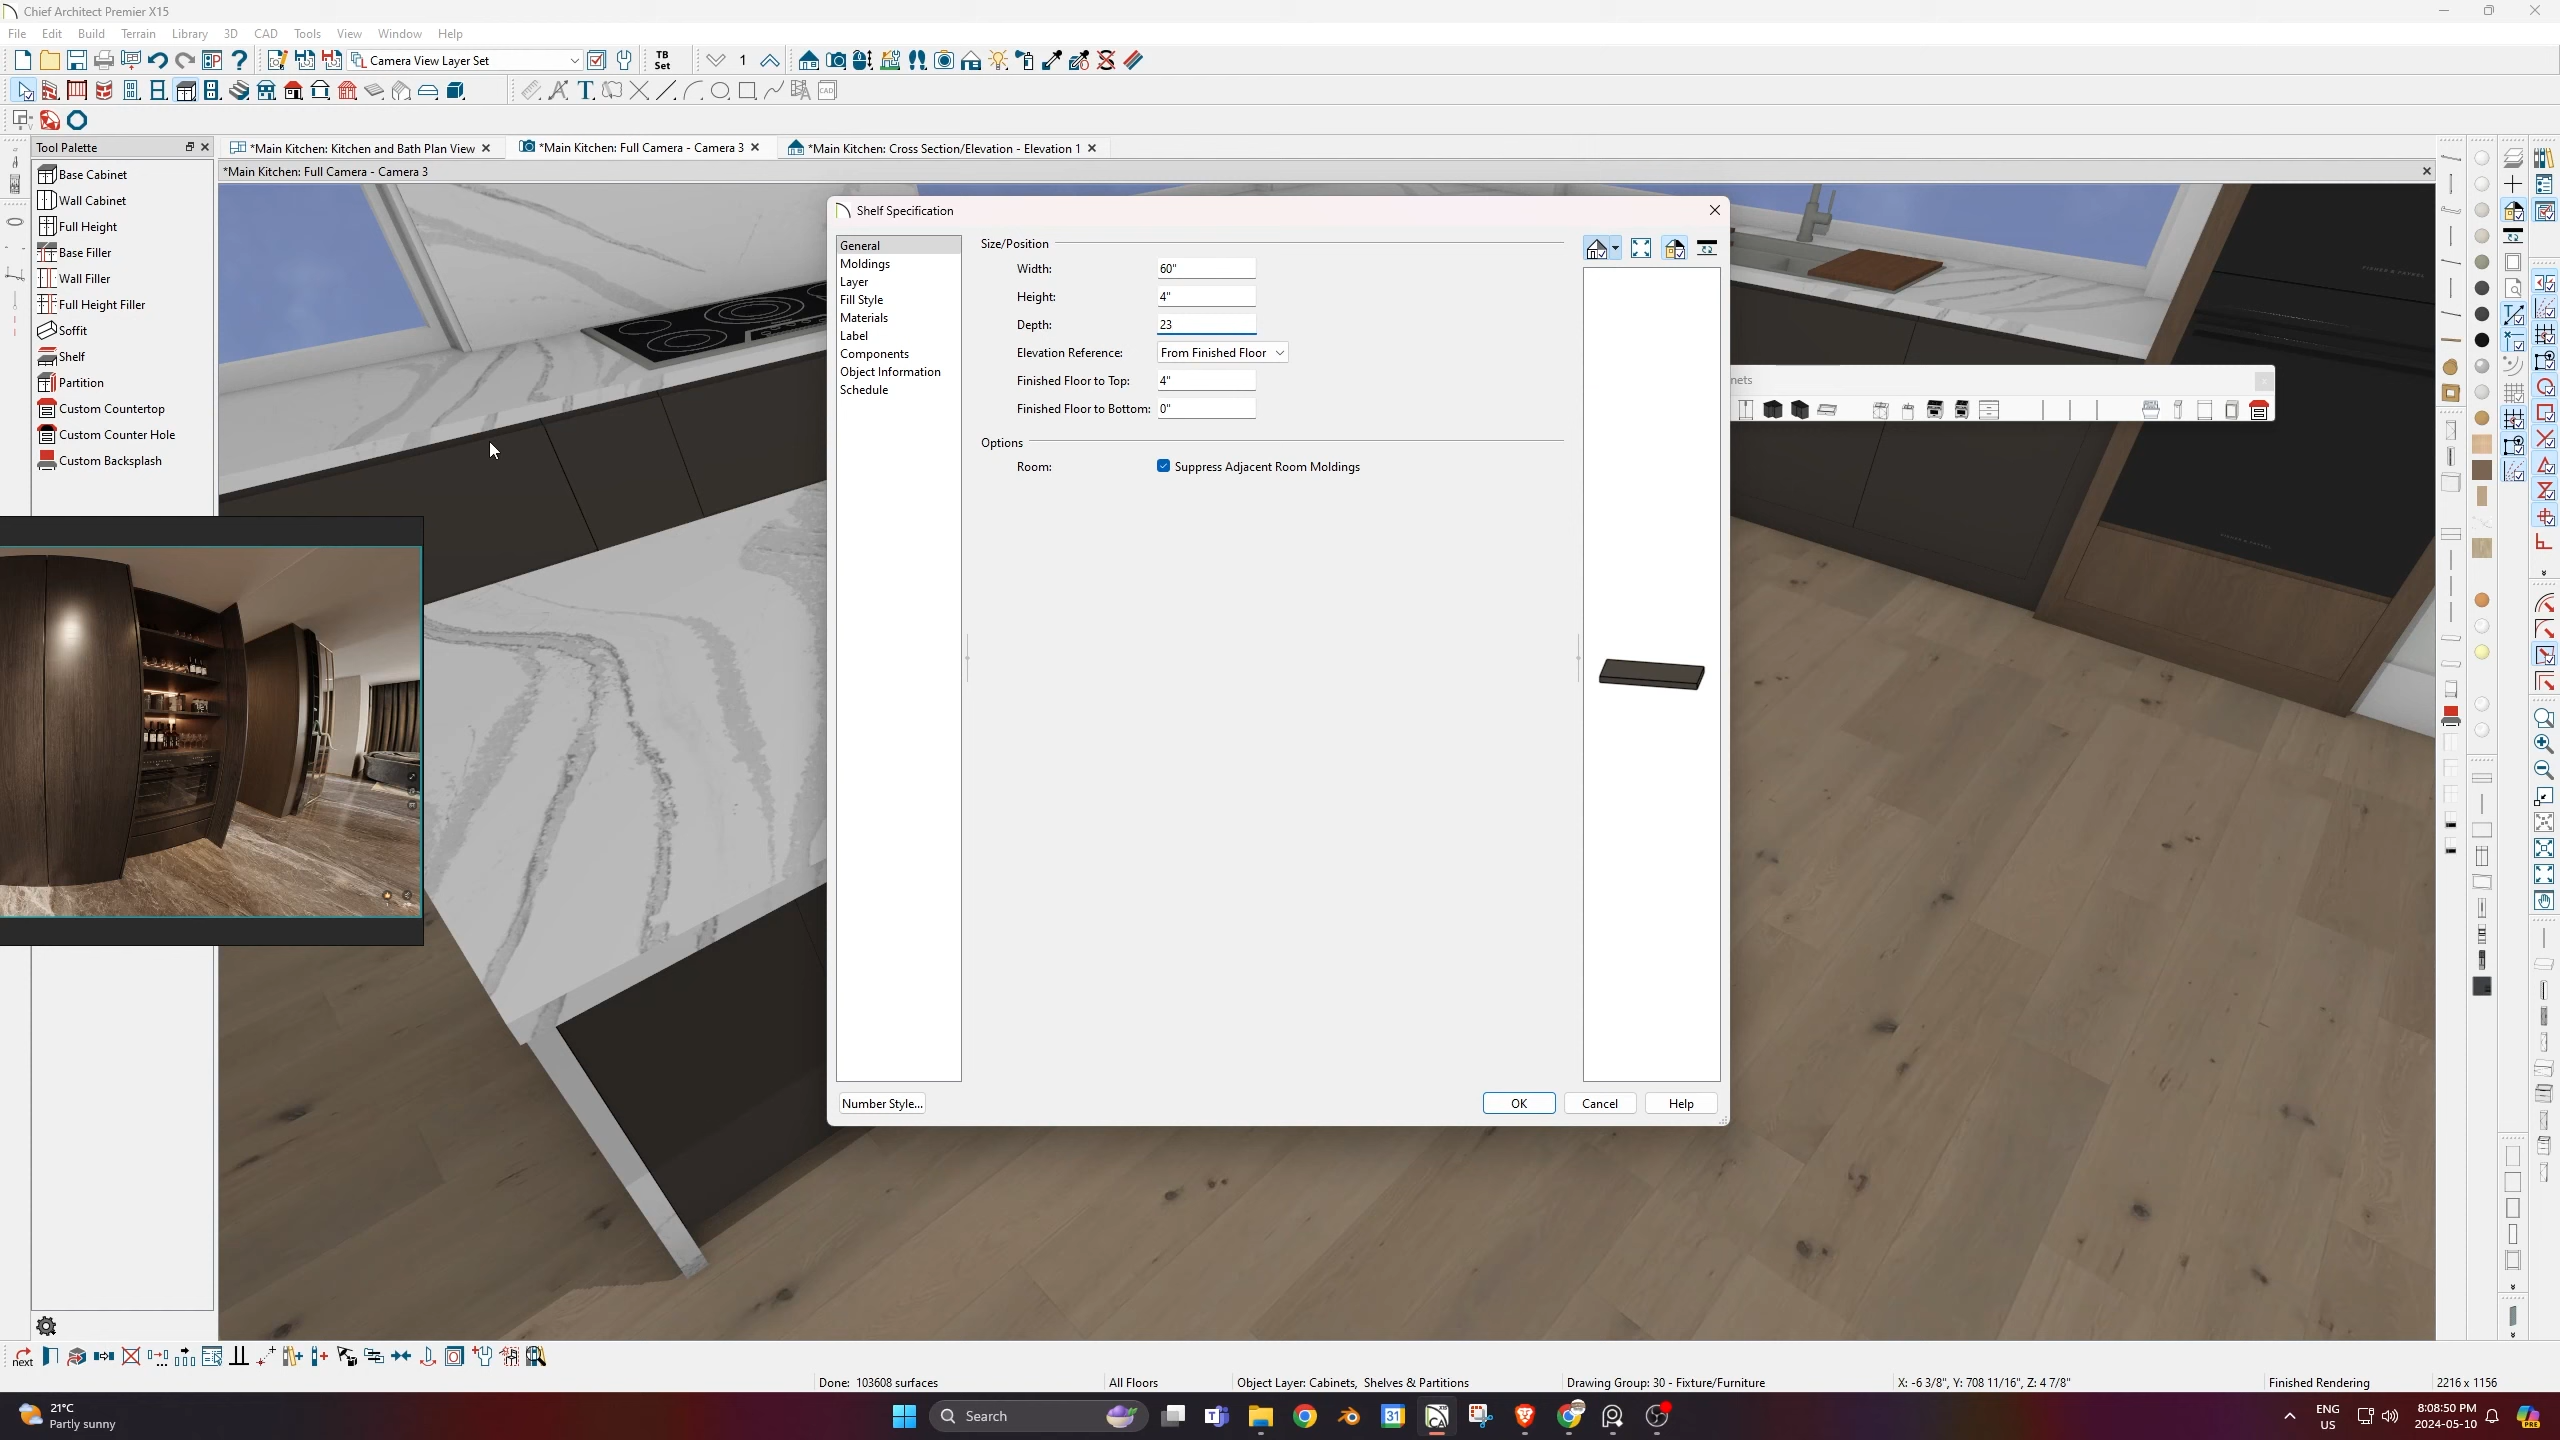 Chief Architect Premier X15
File Edit Build Terrain Library 3D CAD Tools View Window Help
Camera View Layer Set
TB Set
1
Tool Palette
*Main Kitchen: Kitchen and Bath Plan View
*Main Kitchen: Full Camera - Camera 3
*Main Kitchen: Cross Section/Elevation - Elevation 1
*Main Kitchen: Full Camera - Camera 3
Base Cabinet
Wall Cabinet
Full Height
Base Filler
Wall Filler
Full Height Filler
Soffit
Shelf
Partition
Custom Countertop
Custom Counter Hole
Custom Backsplash
Shelf Specification
General
Moldings
Layer
Fill Style
Materials
Label
Components
Object Information
Schedule
Size/Position
Width: 60"
Height: 4"
Depth: 23
Elevation Reference: From Finished Floor
Finished Floor to Top: 4"
Finished Floor to Bottom: 0"
Options
Room: Suppress Adjacent Room Moldings
Number Style...
OK
Cancel
Help
nets
CAD
next
Done: 103608 surfaces
All Floors
Object Layer: Cabinets, Shelves & Partitions
Drawing Group: 30 - Fixture/Furniture
X: -6 3/8", Y: 708 11/16", Z: 4 7/8"
Finished Rendering
2216 x 1156
21°C
Partly sunny
Search
31
ENG
US
8:08:50 PM
2024-05-10